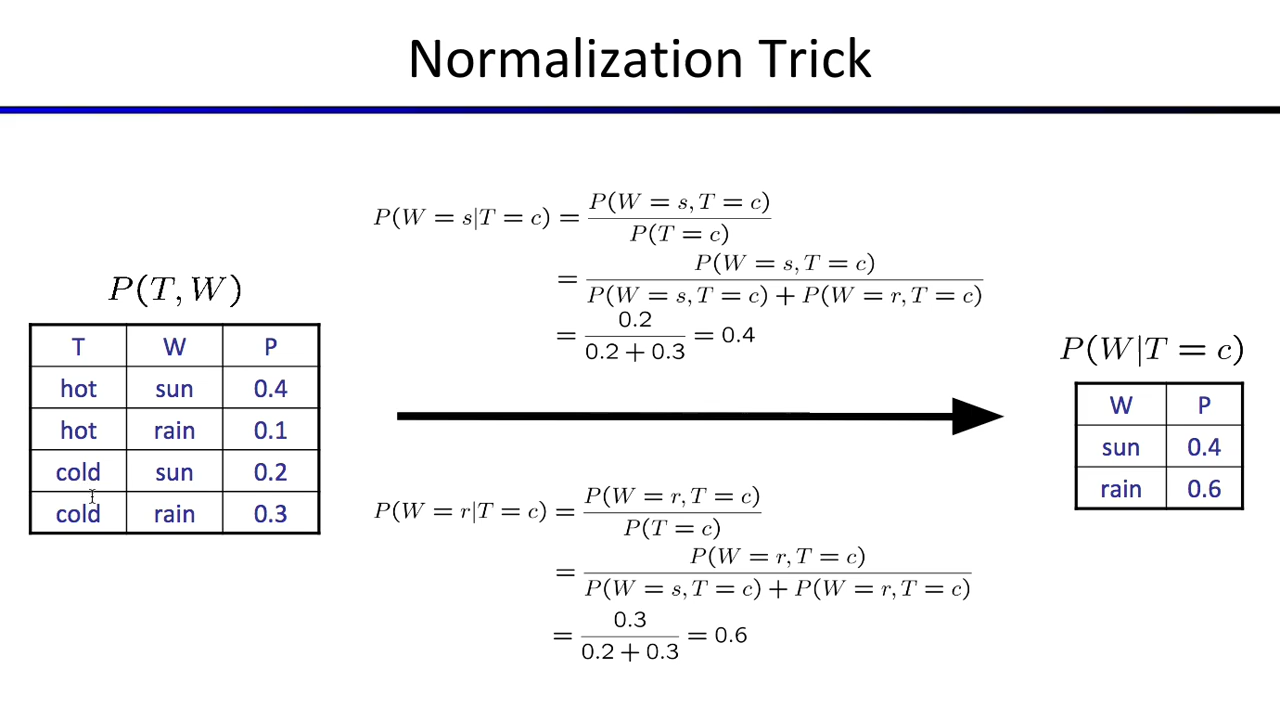 Normalization Trick
P(W = s|T = c) = P(W = s, T = c) / P(T = c)
= P(W = s, T = c) / P(W = s, T = c) + P(W = r, T = c)
= 0.2 / 0.2 + 0.3 = 0.4
P(T, W)
T W P
hot sun 0.4
hot rain 0.1
cold sun 0.2
cold rain 0.3
P(W|T = c)
W P
sun 0.4
rain 0.6
P(W = r|T = c) = P(W = r, T = c) / P(T = c)
= P(W = r, T = c) / P(W = s, T = c) + P(W = r, T = c)
= 0.3 / 0.2 + 0.3 = 0.6